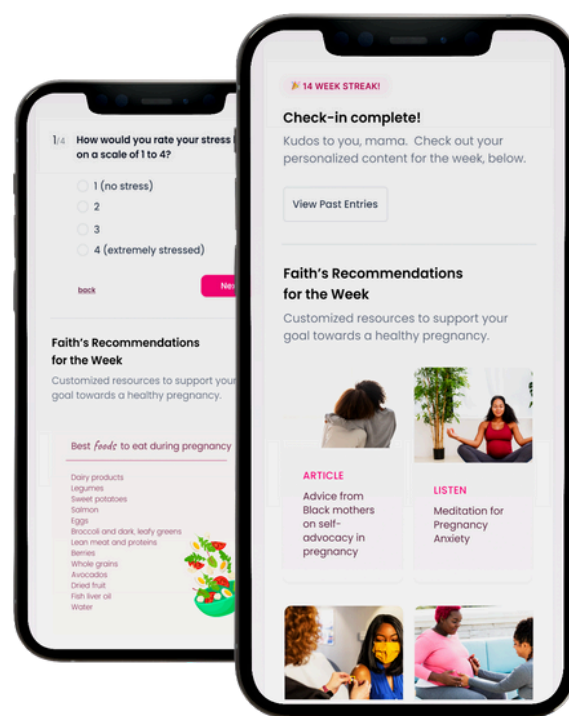 1/4 How would you rate your stress
on a scale of 1 to 4?
1 (no stress)
2
3
4 (extremely stressed)
back
Faith's Recommendations
for the Week
Customized resources to support your
goal towards a healthy pregnancy.
Best foods to eat during pregnancy
Dairy products
Legumes
Sweet potatoes
Salmon
Eggs
Broccoli and dark, leafy greens
Lean meat and proteins
Berries
Whole grains
Avocados
Dried fruit
Fish liver oil
Water
🎉 14 WEEK STREAK!
Check-in complete!
Kudos to you, mama. Check out your
personalized content for the week, below.
View Past Entries
Faith's Recommendations
for the Week
Customized resources to support your
goal towards a healthy pregnancy.
ARTICLE
Advice from
Black mothers
on self-
advocacy in
pregnancy
LISTEN
Meditation for
Pregnancy
Anxiety